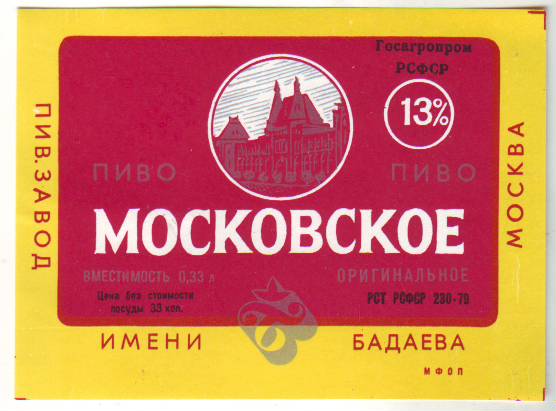 Госагропром
РСФСР
13%
ПИВО ПИВО
МОСКОВСКОЕ
ВМЕСТИМОСТЬ 0,33 л
ОРИГИНАЛЬНОЕ
Цена без стоимости
посуды 33 коп.
РСТ РСФСР 230-79
ПИВ. ЗАВОД
ИМЕНИ БАДАЕВА
МОСКВА
МФОП